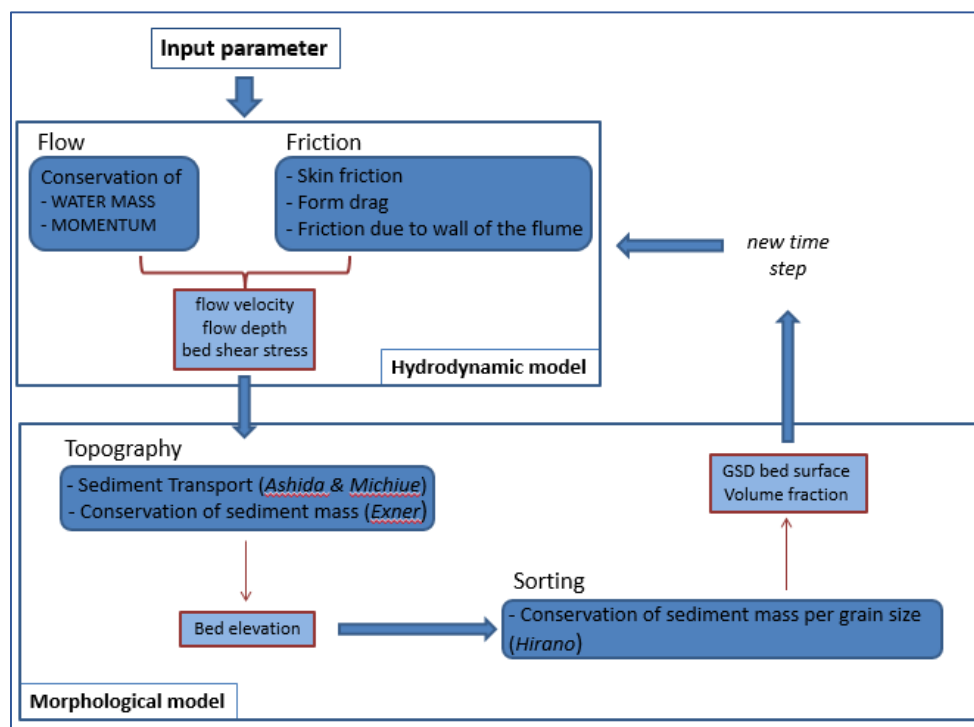 Input parameter
Flow
Conservation of
- WATER MASS
- MOMENTUM
Friction
- Skin friction
- Form drag
- Friction due to wall of the flume
flow velocity
flow depth
bed shear stress
Hydrodynamic model
new time
step
Topography
- Sediment Transport (Ashida & Michiue)
- Conservation of sediment mass (Exner)
Bed elevation
Sorting
- Conservation of sediment mass per grain size
(Hirano)
GSD bed surface
Volume fraction
Morphological model